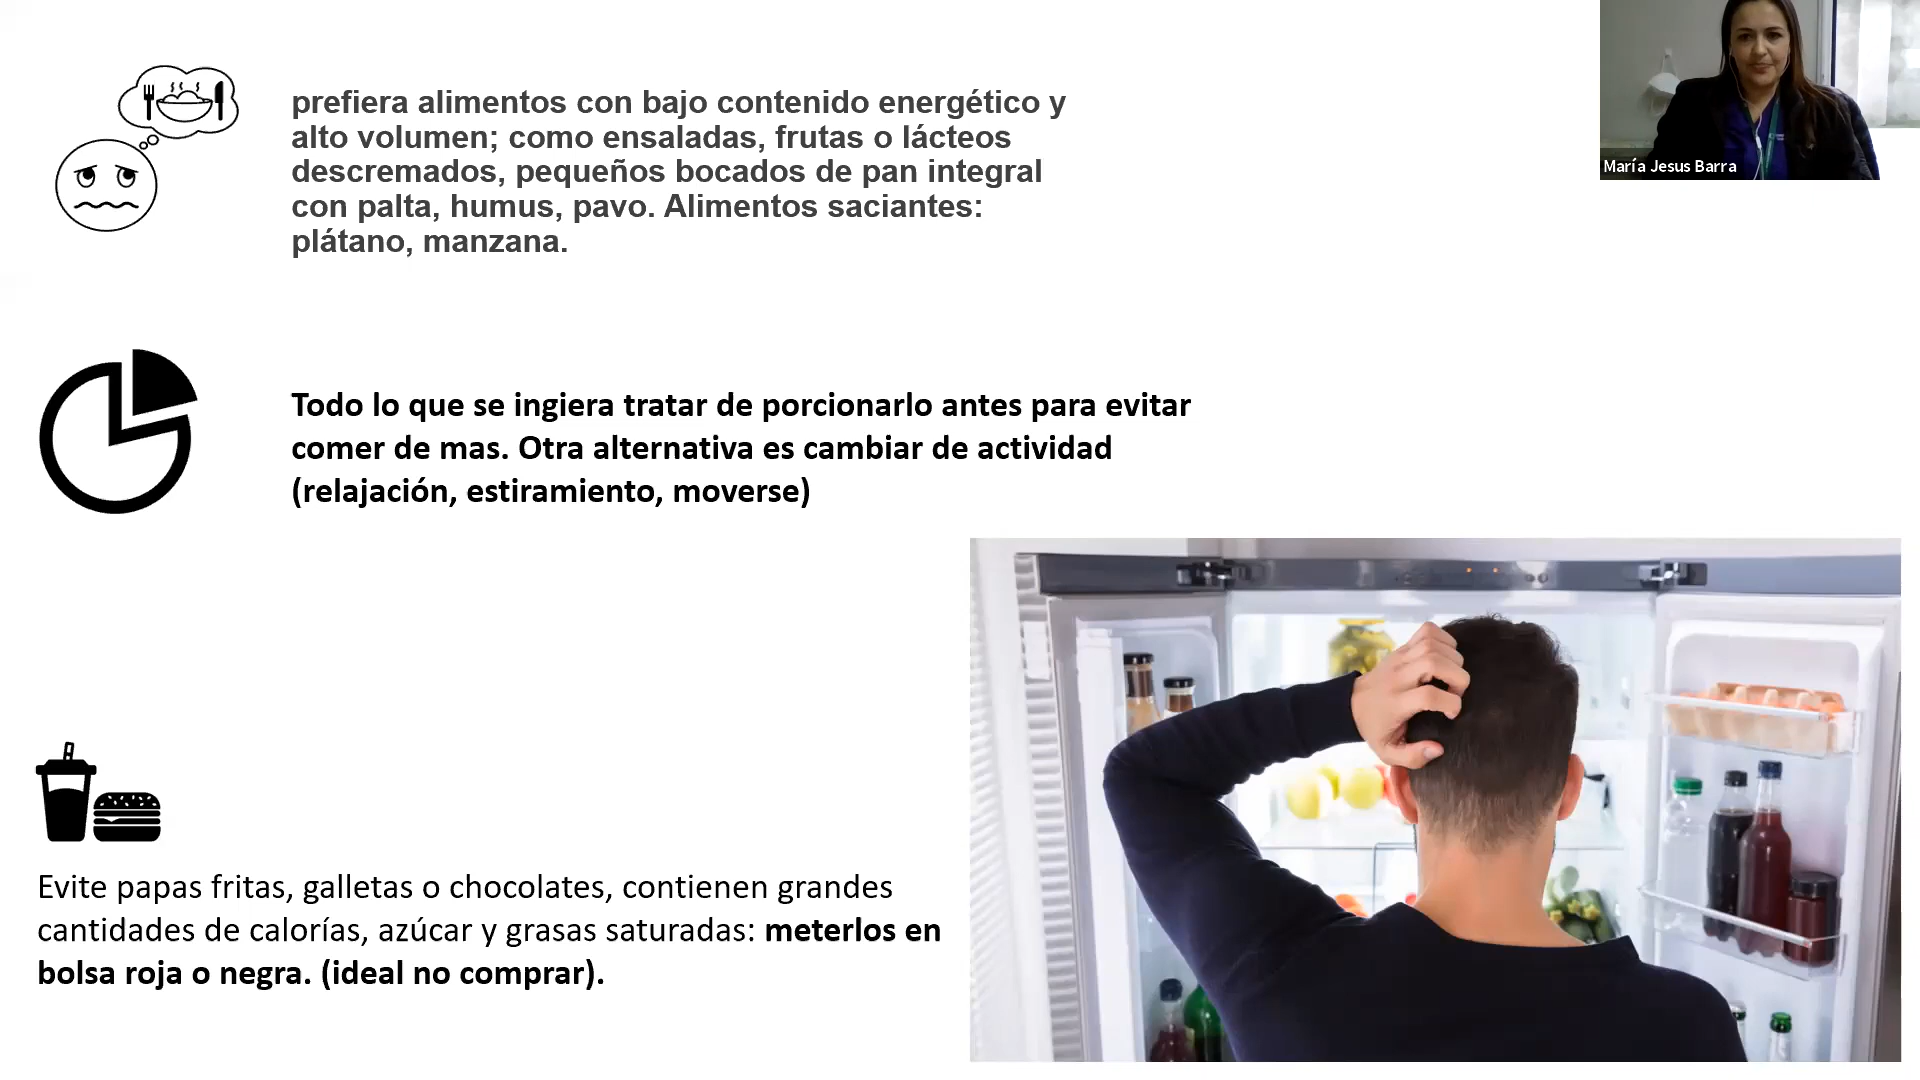 prefiera alimentos con bajo contenido energético y
alto volumen; como ensaladas, frutas o lácteos
descremados, pequeños bocados de pan integral
con palta, humus, pavo. Alimentos saciantes:
plátano, manzana.
María Jesus Barra
Todo lo que se ingiera tratar de porcionarlo antes para evitar
comer de mas. Otra alternativa es cambiar de actividad
(relajación, estiramiento, moverse)
Evite papas fritas, galletas o chocolates, contienen grandes
cantidades de calorías, azúcar y grasas saturadas: meterlos en
bolsa roja o negra. (ideal no comprar).